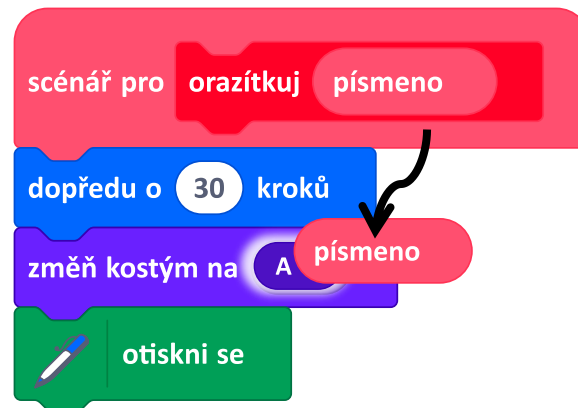 scénář pro orazítkuj písmeno
dopředu o 30 kroků
změň kostým na A písmeno
otiskni se